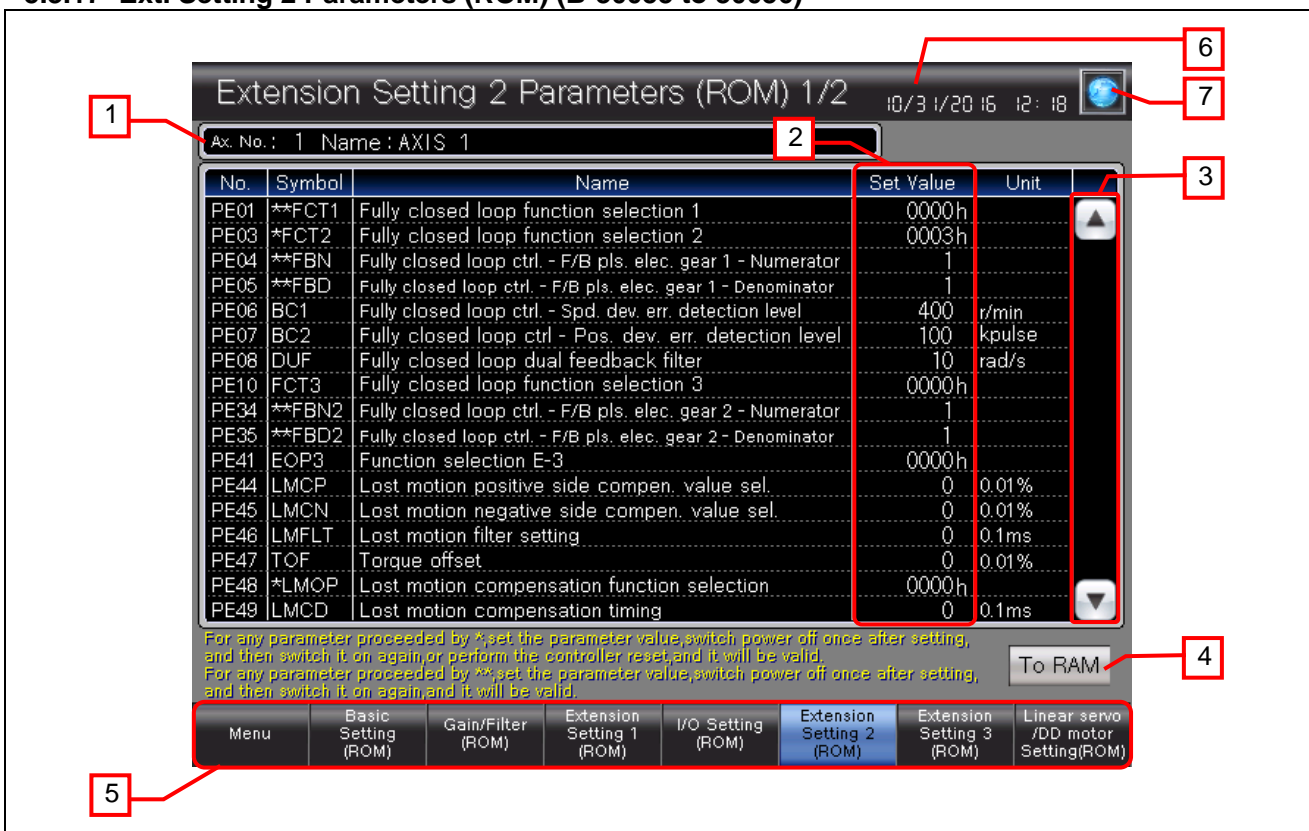 6
Extension Setting 2 Parameters (ROM) 1/2
10/31/2016 12:18
7
1
Ax. No.: 1 Name:AXIS 1
2
No. Symbol Name Set Value Unit
3
PE01 **FCT1 Fully closed loop function selection 1 0000h
PE03 *FCT2 Fully closed loop function selection 2 0003h
PE04 **FBN Fully closed loop ctrl. - F/B pls. elec. gear 1 - Numerator 1
PE05 **FBD Fully closed loop ctrl. - F/B pls. elec. gear 1 - Denominator 1
PE06 BC1 Fully closed loop ctrl. - Spd. dev. err. detection level 400 r/min
PE07 BC2 Fully closed loop ctrl - Pos. dev. err. detection level 100 kpulse
PE08 DUF Fully closed loop dual feedback filter 10 rad/s
PE10 FCT3 Fully closed loop function selection 3 0000h
PE34 **FBN2 Fully closed loop ctrl. - F/B pls. elec. gear 2 - Numerator 1
PE35 **FBD2 Fully closed loop ctrl. - F/B pls. elec. gear 2 - Denominator 1
PE41 EOP3 Function selection E-3 0000h
PE44 LMCP Lost motion positive side compen. value sel. 0 0.01%
PE45 LMCN Lost motion negative side compen. value sel. 0 0.01%
PE46 LMFLT Lost motion filter setting 0 0.1ms
PE47 TOF Torque offset 0 0.01%
PE48 *LMOP Lost motion compensation function selection 0000h
PE49 LMCD Lost motion compensation timing 0 0.1ms
For any parameter proceeded by *,set the parameter value,switch power off once after setting,
and then switch it on again,or perform the controller reset,and it will be valid.
For any parameter proceeded by **,set the parameter value,switch power off once after setting,
and then switch it on again,and it will be valid.
To RAM
4
Menu
Basic
Setting
(ROM)
Gain/Filter
(ROM)
Extension
Setting 1
(ROM)
I/O Setting
(ROM)
Extension
Setting 2
(ROM)
Extension
Setting 3
(ROM)
Linear servo
/DD motor
Setting(ROM)
5